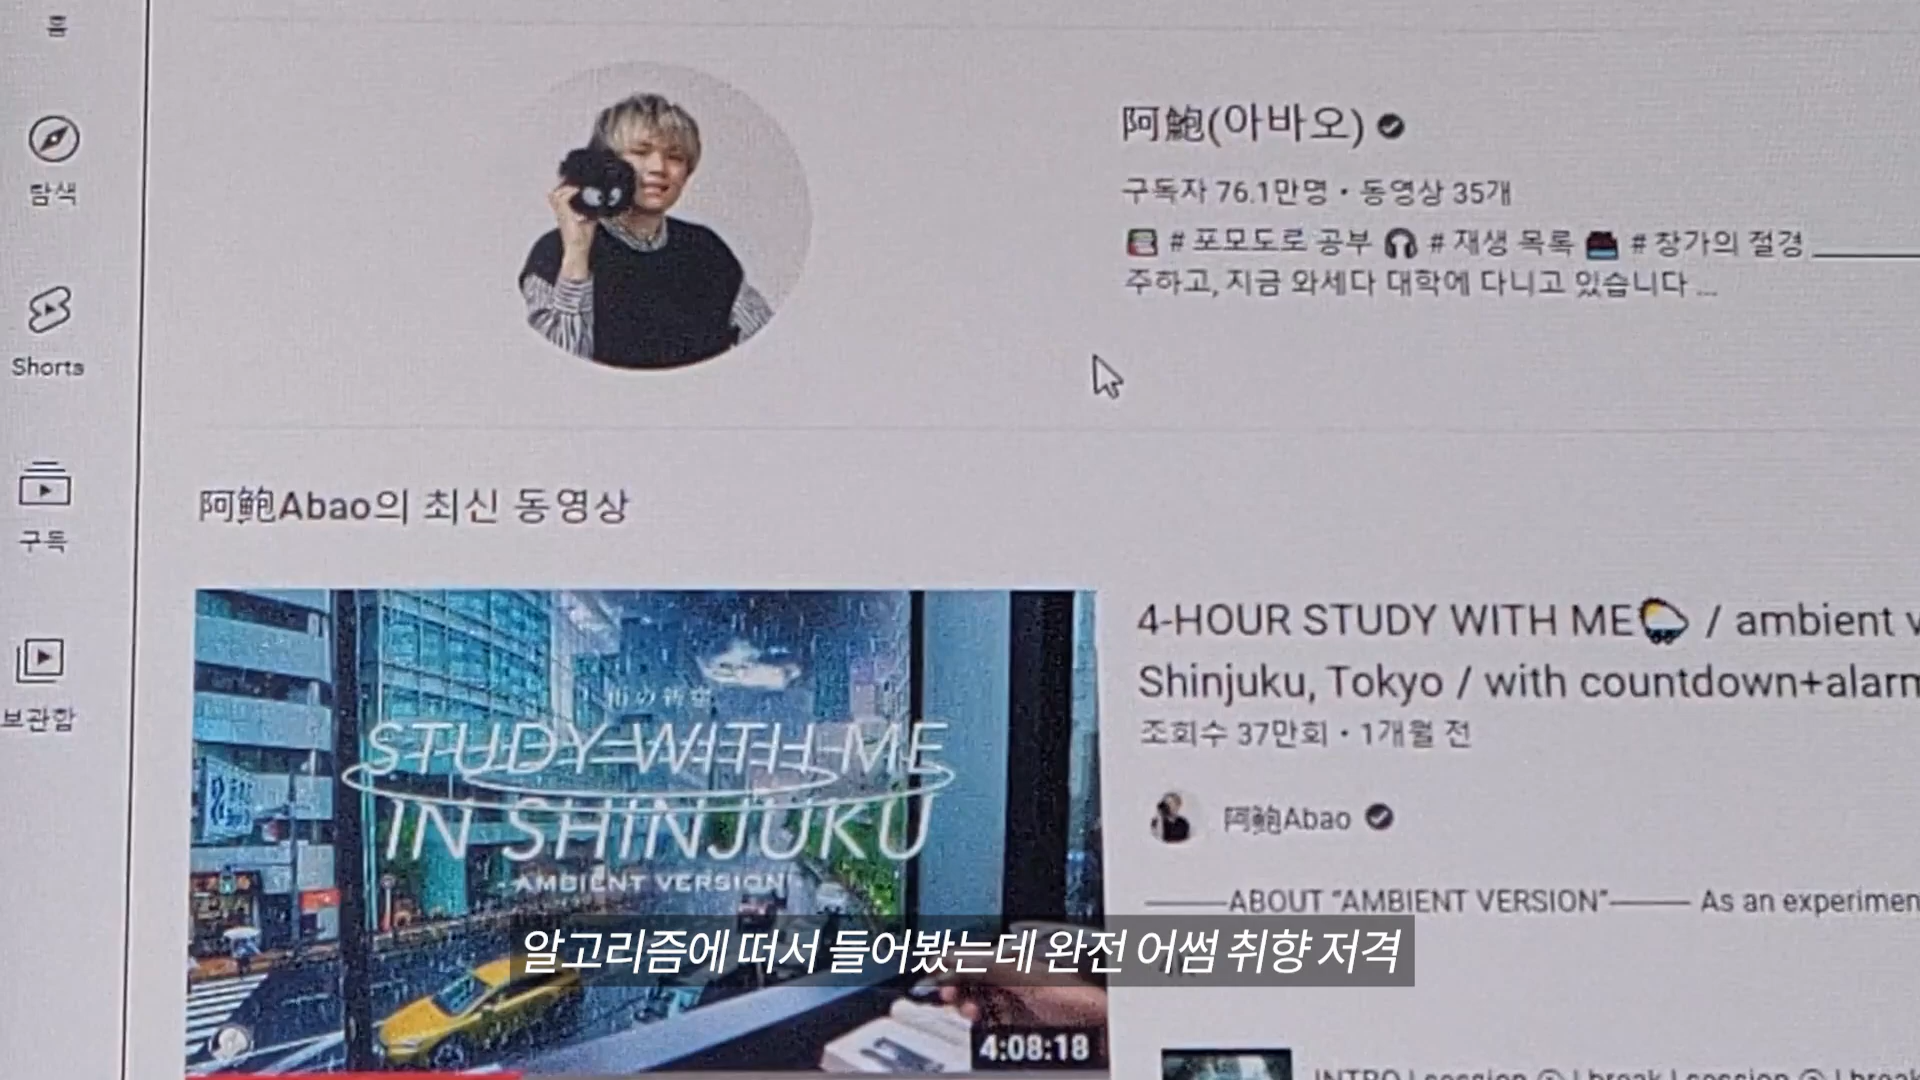 홈
탐색
Shorts
구독
보관함
阿鮑(아바오)
구독자 76.1만명 • 동영상 35개
# 포모도로 공부 # 재생 목록 # 창가의 절경
주하고, 지금 와세다 대학에 다니고 있습니다 ...
阿鮑Abao의 최신 동영상
STUDY WITH ME
IN SHINJUKU
AMBIENT VERSION
4:08:18
4-HOUR STUDY WITH ME / ambient v
Shinjuku, Tokyo / with countdown+alarm
조회수 37만회 • 1개월 전
阿鮑Abao
ABOUT “AMBIENT VERSION” As an experimen
알고리즘에 떠서 들어봤는데 완전 어썸 취향 저격